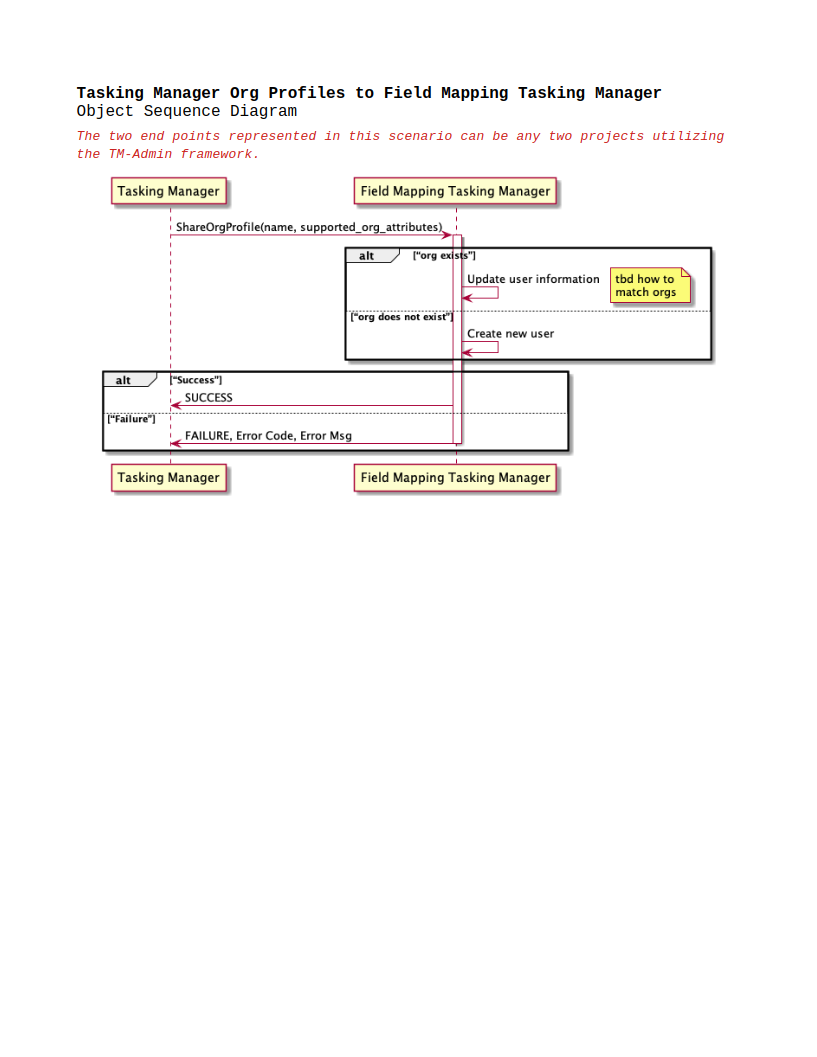 Tasking Manager Org Profiles to Field Mapping Tasking Manager
Object Sequence Diagram
The two end points represented in this scenario can be any two projects utilizing
the TM-Admin framework.
Tasking Manager
Field Mapping Tasking Manager
ShareOrgProfile(name, supported_org_attributes)
alt
["org exists"]
Update user information
tbd how to
match orgs
["org does not exist"]
Create new user
alt
["Success"]
SUCCESS
["Failure"]
FAILURE, Error Code, Error Msg
Tasking Manager
Field Mapping Tasking Manager